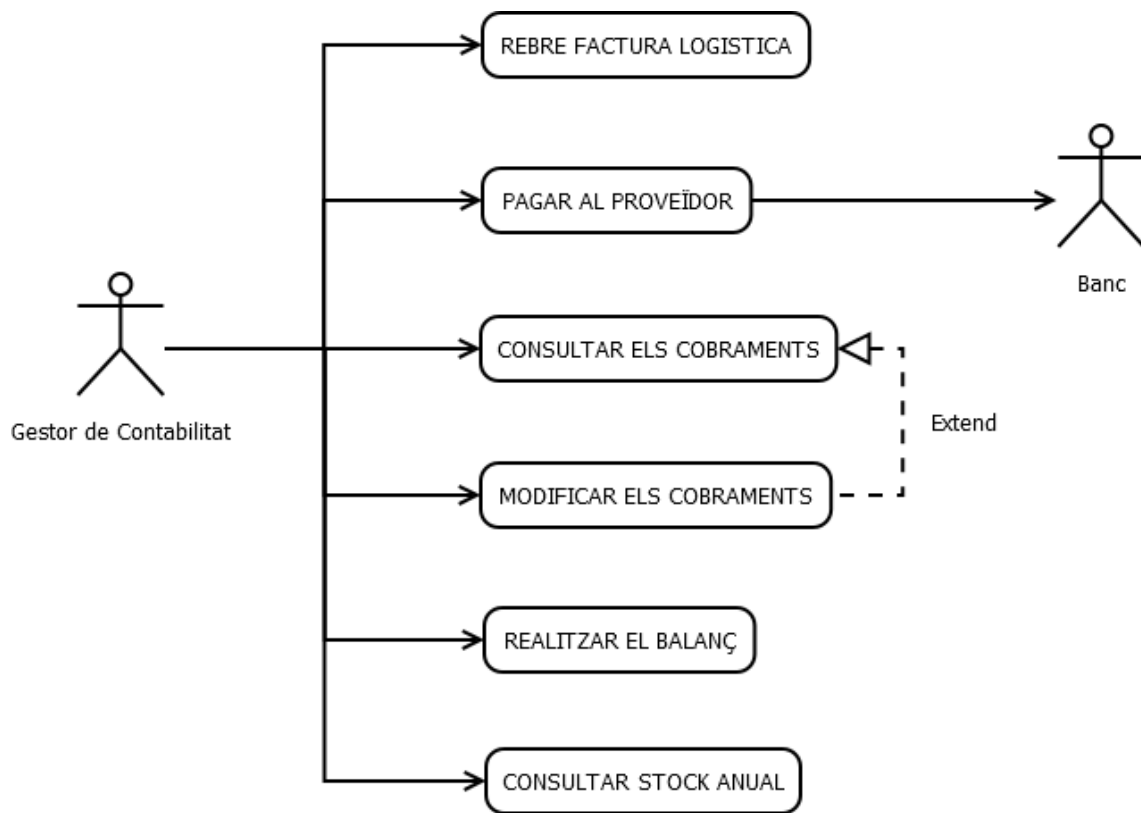 REBRE FACTURA LOGISTICA
PAGAR AL PROVEÏDOR
Banc
CONSULTAR ELS COBRAMENTS
Gestor de Contabilitat
Extend
MODIFICAR ELS COBRAMENTS
REALITZAR EL BALANÇ
CONSULTAR STOCK ANUAL